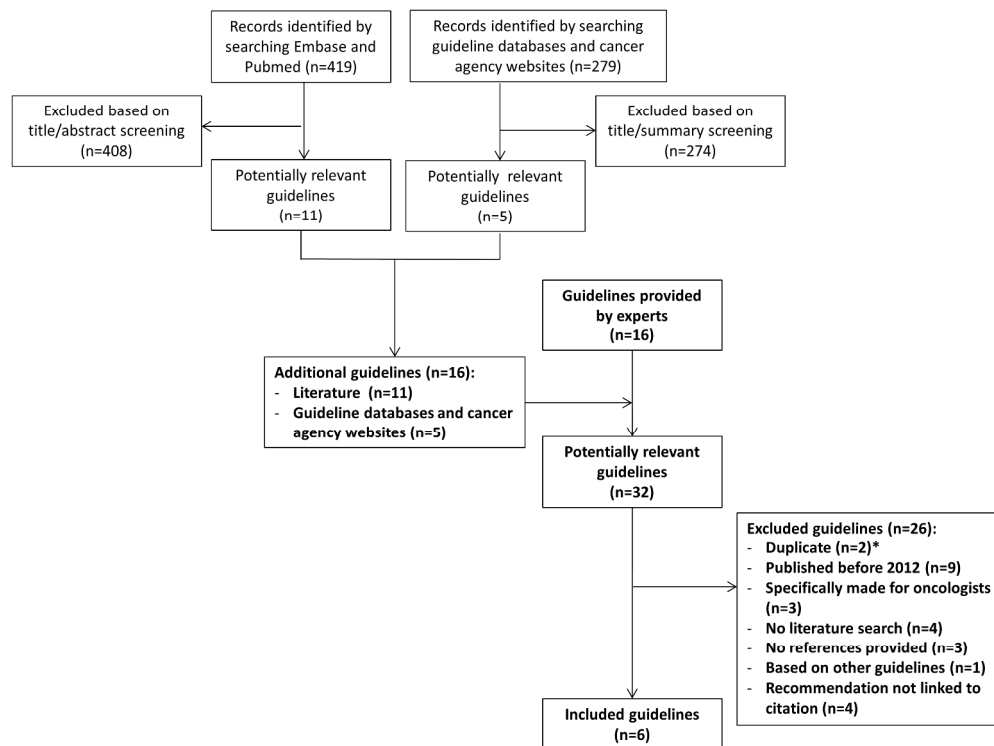 Records identified by
searching Embase and
Pubmed (n=419)
Records identified by searching
guideline databases and cancer
agency websites (n=279)
Excluded based on
title/abstract screening
(n=408)
Excluded based on
title/summary screening
(n=274)
Potentially relevant
guidelines
(n=11)
Potentially relevant
guidelines
(n=5)
Guidelines provided
by experts
(n=16)
Additional guidelines (n=16):
- Literature (n=11)
- Guideline databases and cancer
agency websites (n=5)
Potentially relevant
guidelines
(n=32)
Excluded guidelines (n=26):
- Duplicate (n=2)*
- Published before 2012 (n=9)
- Specifically made for oncologists
(n=3)
- No literature search (n=4)
- No references provided (n=3)
- Based on other guidelines (n=1)
- Recommendation not linked to
citation (n=4)
Included guidelines
(n=6)